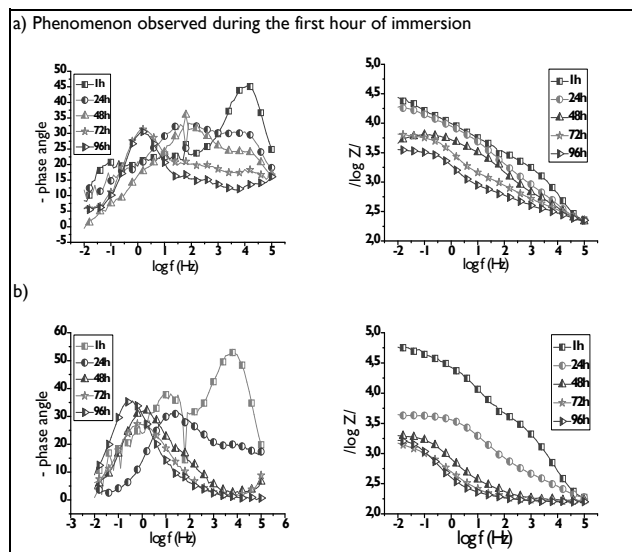 a) Phenomenon observed during the first hour of immersion
45
40
35
30
25
20
15
10
5
0
-5
- phase angle
1h
24h
48h
72h
96h
-2 -1 0 1 2 3 4 5
log f (Hz)
5,0
4,5
4,0
3,5
3,0
2,5
2,0
/log Z/
1h
24h
48h
72h
96h
-2 -1 0 1 2 3 4 5
log f (Hz)
b)
60
50
40
30
20
10
0
- phase angle
1h
24h
48h
72h
96h
-3 -2 -1 0 1 2 3 4 5 6
log f (Hz)
5,0
4,5
4,0
3,5
3,0
2,5
2,0
/log Z/
1h
24h
48h
72h
96h
-2 -1 0 1 2 3 4 5
log f (Hz)